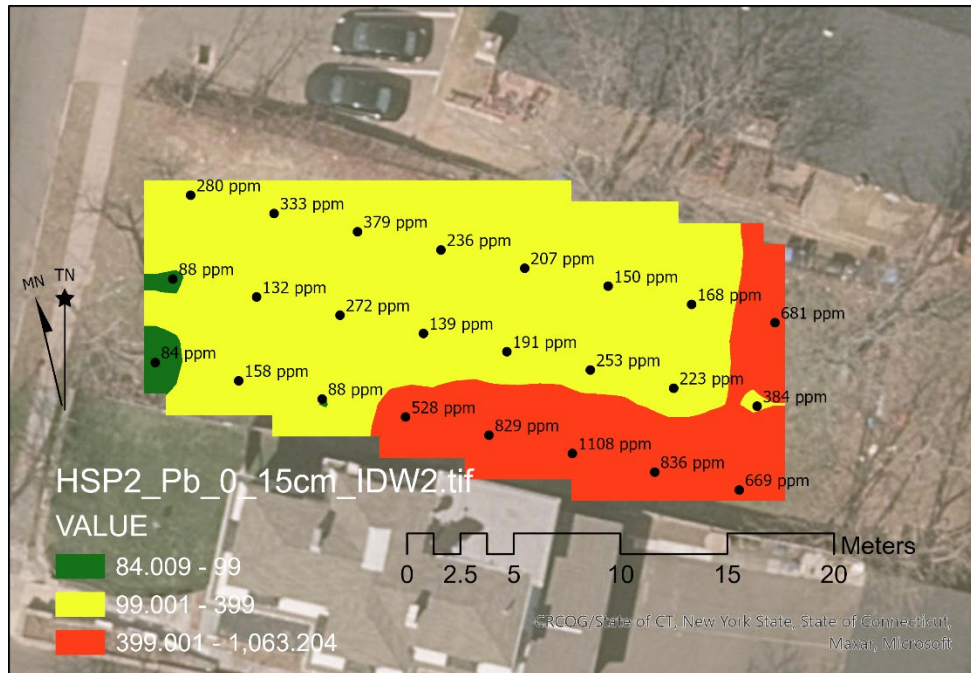 280 ppm
333 ppm
379 ppm
236 ppm
207 ppm
150 ppm
168 ppm
681 ppm
88 ppm
132 ppm
272 ppm
139 ppm
191 ppm
253 ppm
223 ppm
384 ppm
84 ppm
158 ppm
88 ppm
528 ppm
829 ppm
1108 ppm
836 ppm
669 ppm
MN TN
HSP2_Pb_0_15cm_IDW2.tif
VALUE
84.009 - 99
99.001 - 399
399.001 - 1,063.204
Meters
0 2.5 5 10 15 20
CRCOG/State of CT, New York State, State of Connecticut,
Maxar, Microsoft